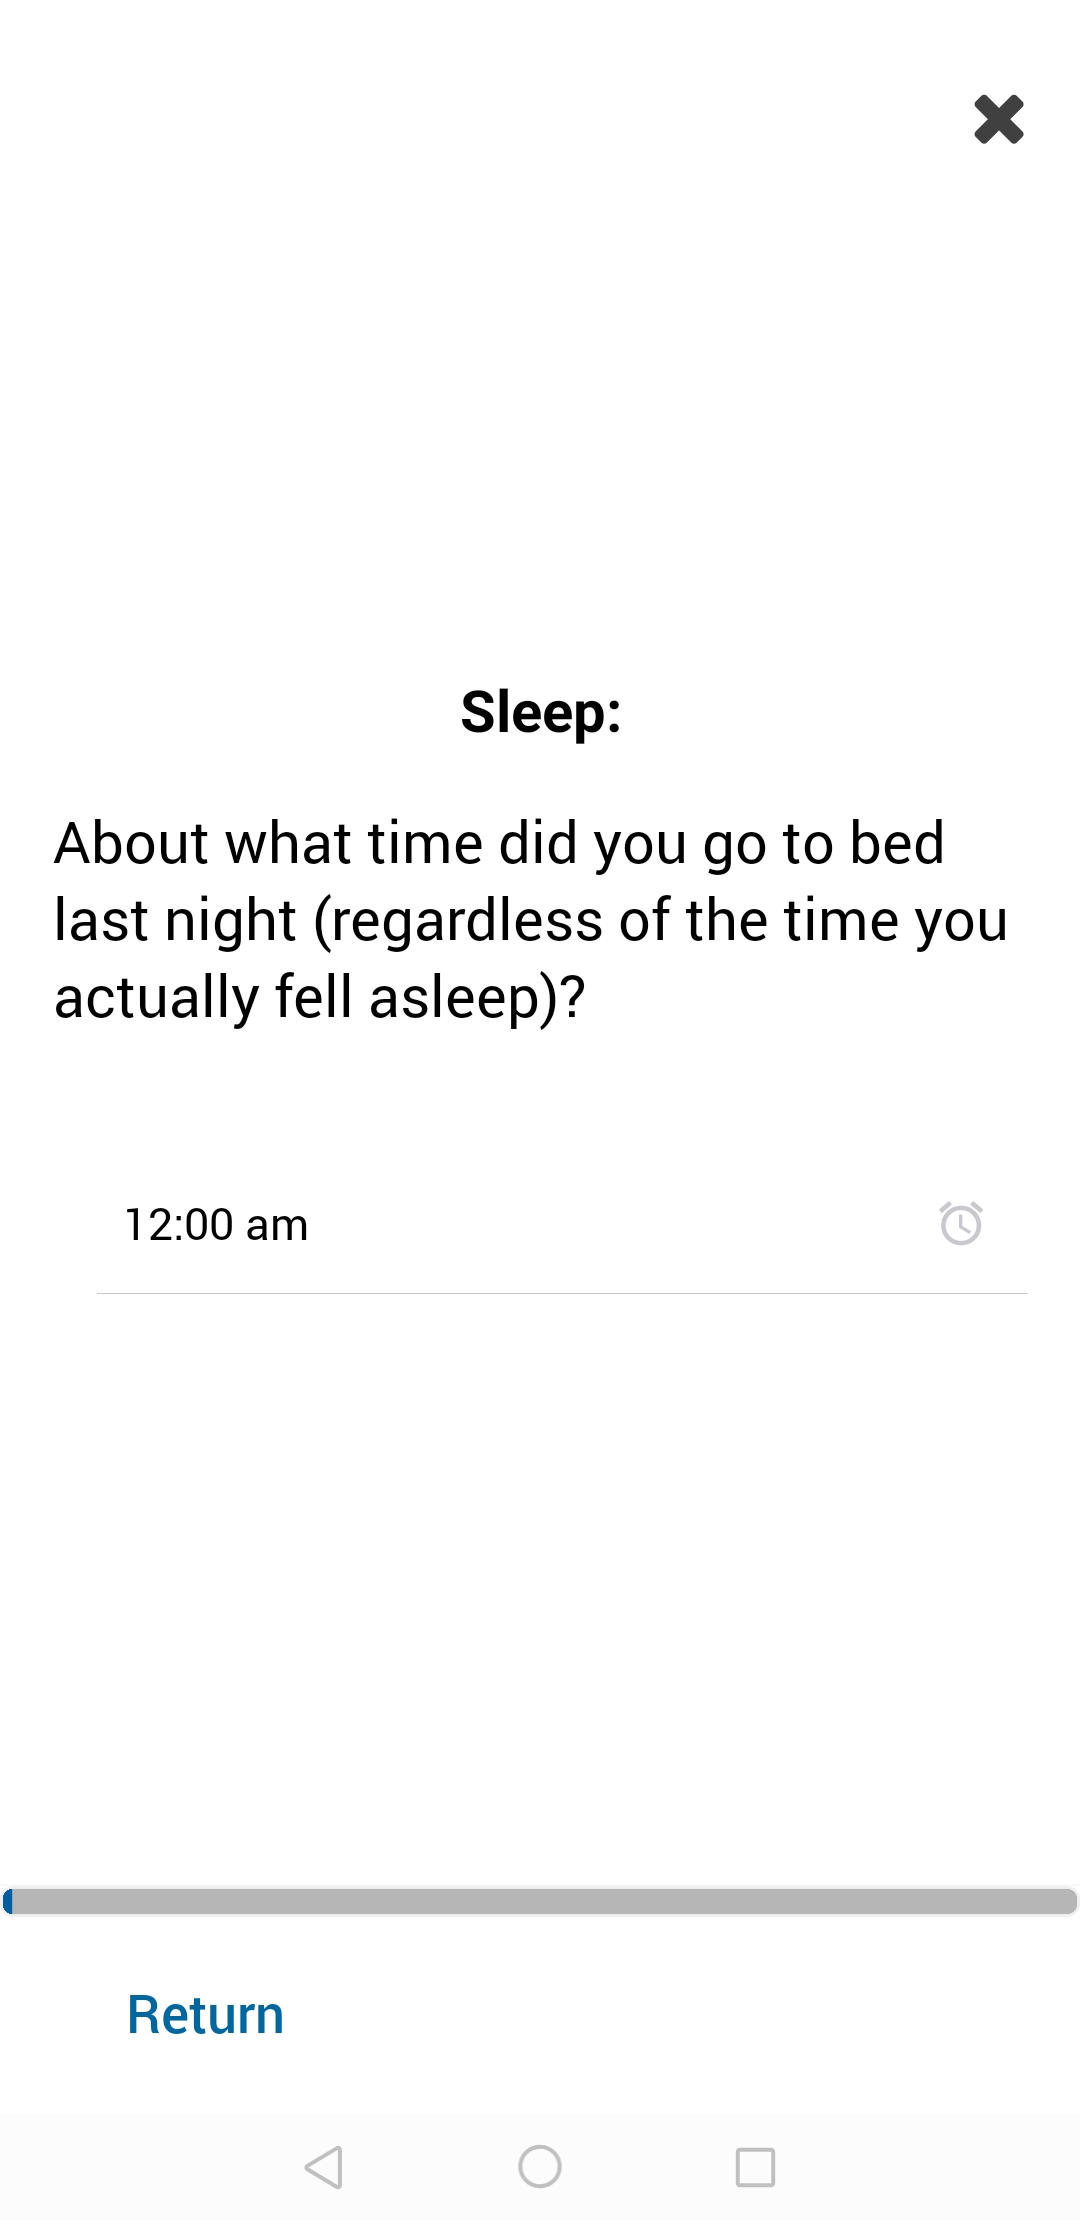 Sleep:
About what time did you go to bed
last night (regardless of the time you
actually fell asleep)?
12:00 am
Return